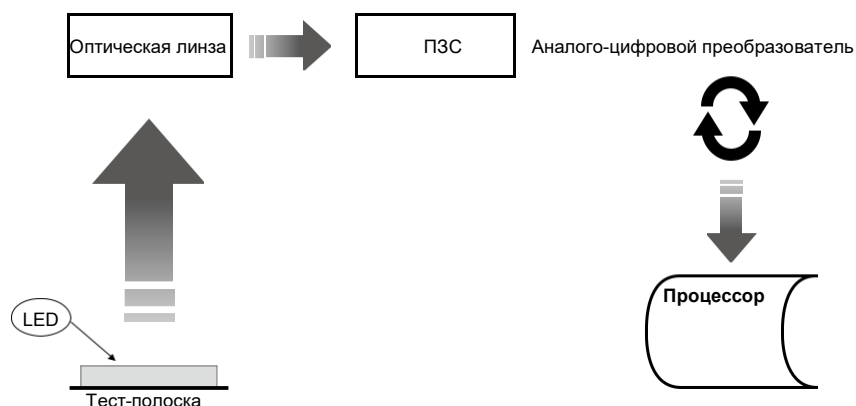 Оптическая линза
ПЗС
Аналого-цифровой преобразователь
Процессор
LED
Тест-полоска